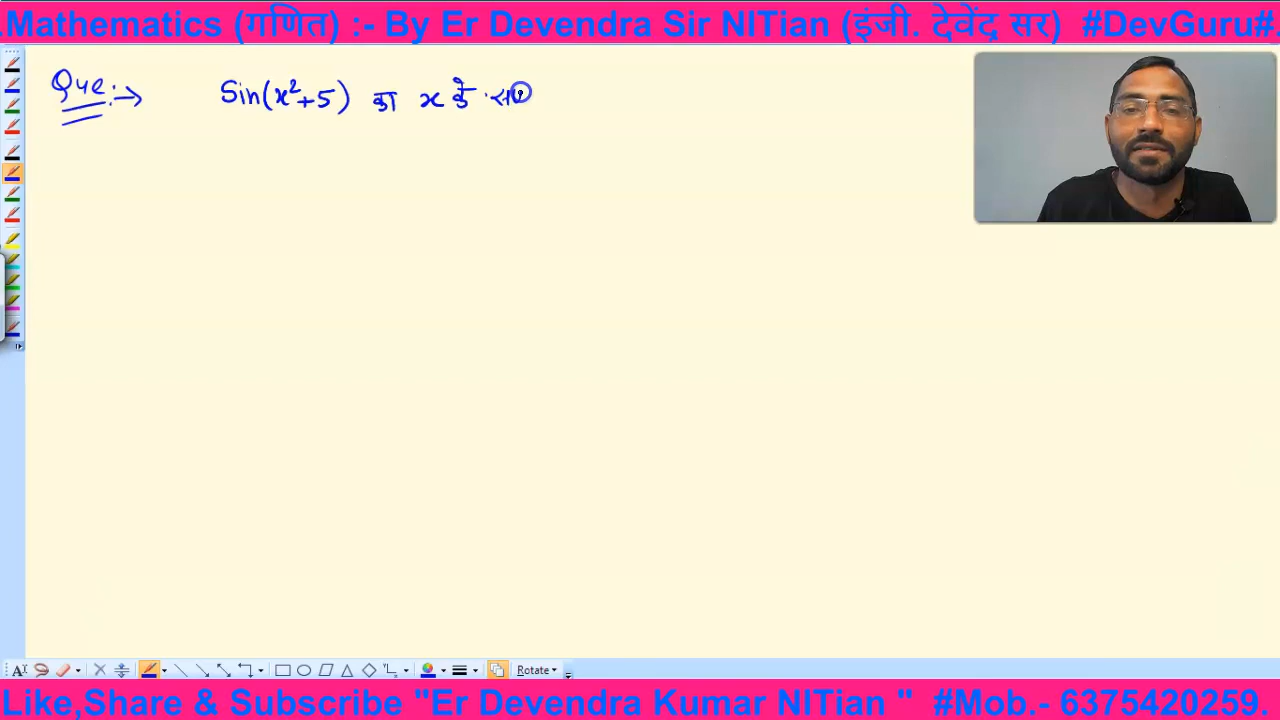 .Mathematics (गणित) :- By Er Devendra Sir NITian (इंजी. देवेंद्र सर) #DevGuru#.
Que:→ Sin(x²+5) का x के
A
Rotate
Like,Share & Subscribe "Er Devendra Kumar NITian " #Mob.- 6375420259.